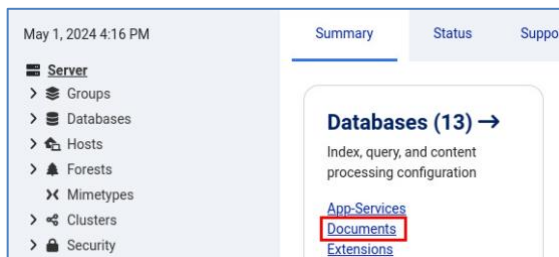 May 1, 2024 4:16 PM
Server
Groups
Databases
Hosts
Forests
Mimetypes
Clusters
Security
Summary Status Suppo
Databases (13) →
Index, query, and content
processing configuration
App-Services
Documents
Extensions